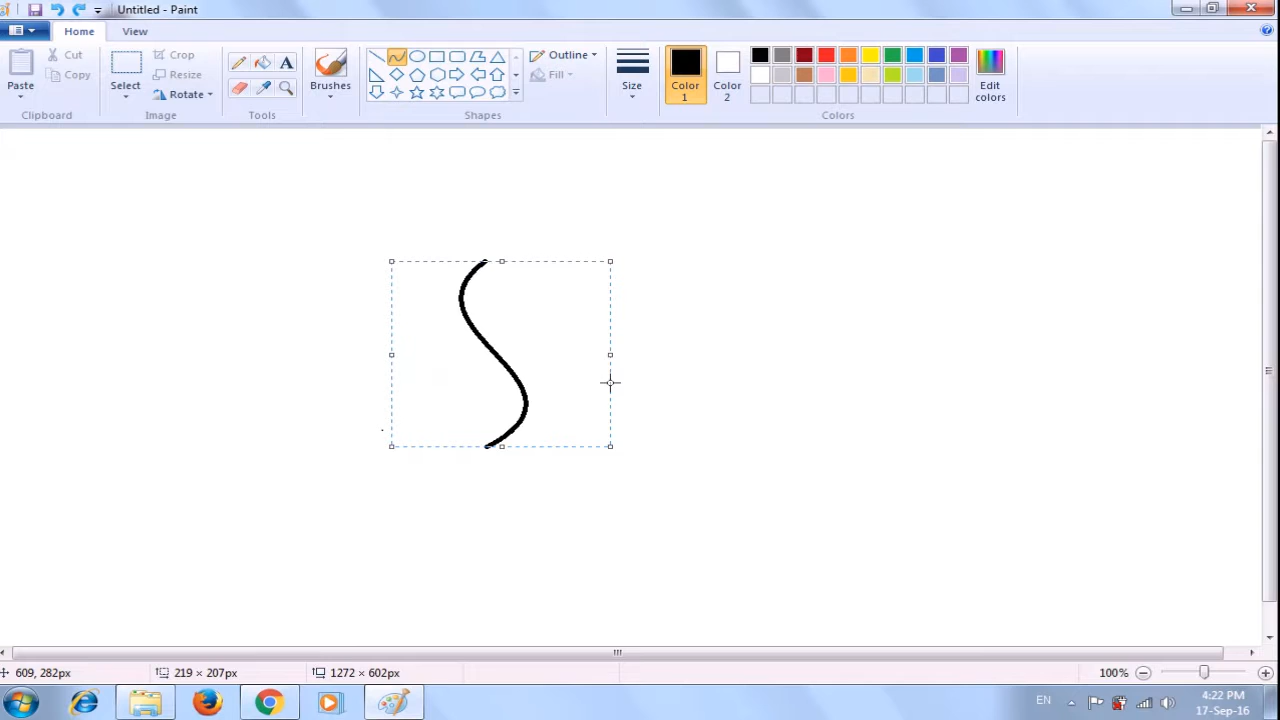 Untitled - Paint
Home View
Paste
Cut
Copy
Clipboard
Select
Crop
Resize
Rotate
Image
A
Tools
Brushes
Shapes
Outline
Fill
Size
Color
1
Color
2
Edit
colors
Colors
609, 282px
219 × 207px
1272 × 602px
100%
EN
4:22 PM
17-Sep-16